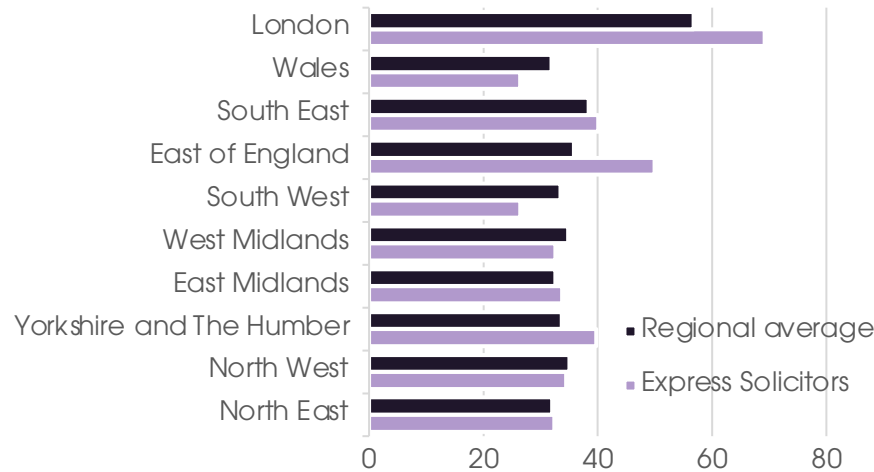 London
Wales
South East
East of England
South West
West Midlands
East Midlands
Yorkshire and The Humber
North West
North East
Regional average
Express Solicitors
0 20 40 60 80